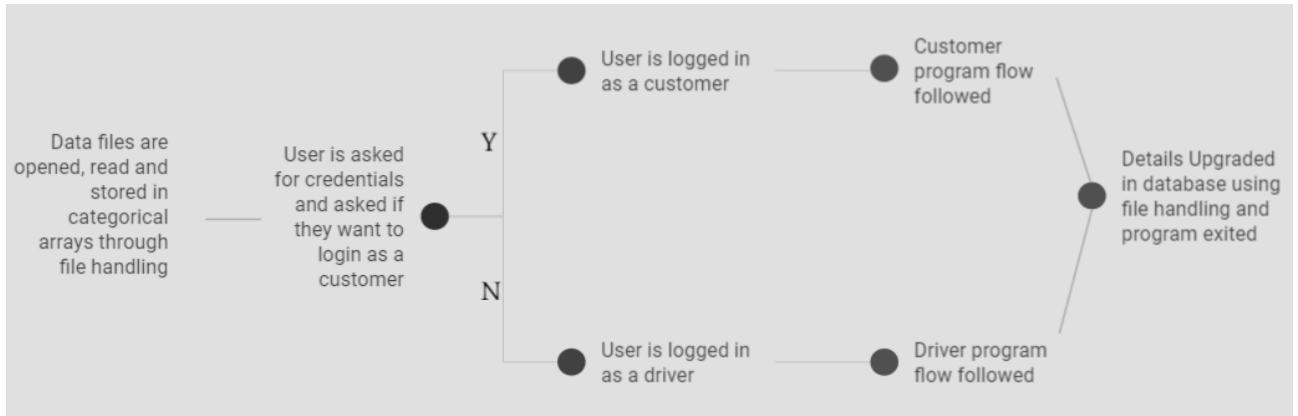 Data files are
opened, read and
stored in
categorical
arrays through
file handling
User is asked
for credentials
and asked if
they want to
login as a
customer
Y
N
User is logged in
as a customer
Customer
program flow
followed
User is logged in
as a driver
Driver program
flow followed
Details Upgraded
in database using
file handling and
program exited